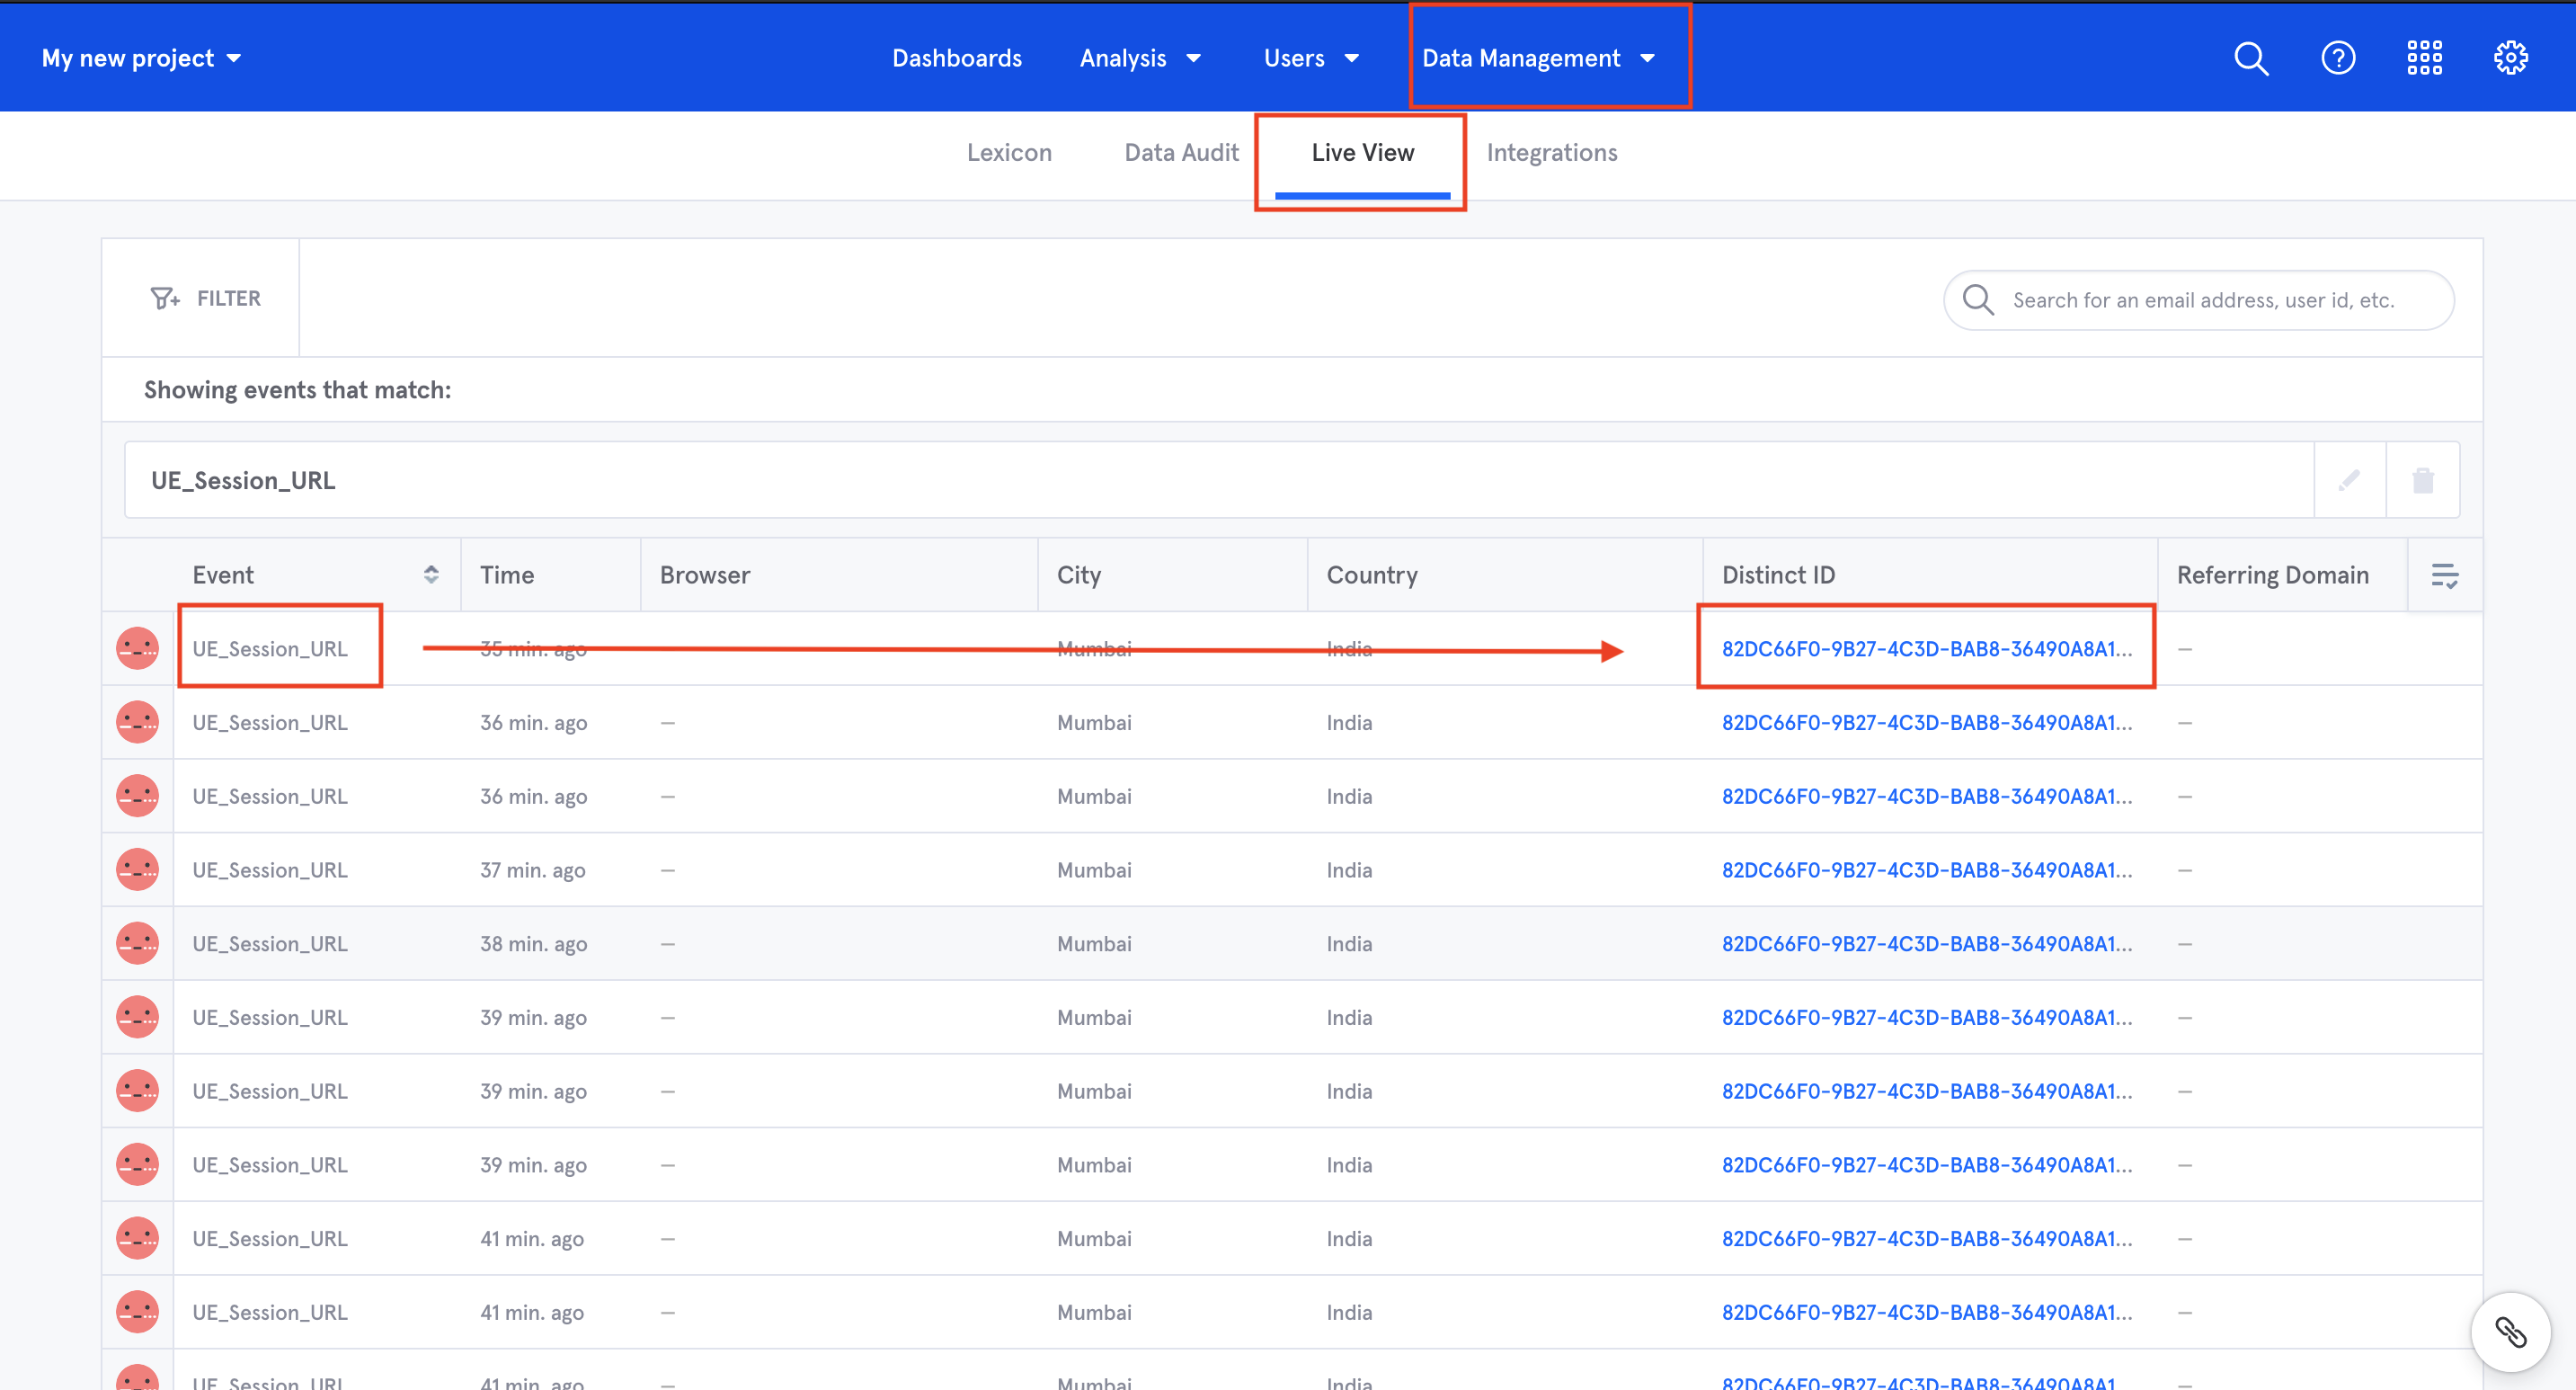 My new project Dashboards Analysis Users Data Management
Lexicon Data Audit Live View Integrations
FILTER Search for an email address, user id, etc.
Showing events that match:
UE_Session_URL
Event Time Browser City Country Distinct ID Referring Domain
UE_Session_URL 35 min. ago Mumbai India 82DC66F0-9B27-4C3D-BAB8-36490A8A1... —
UE_Session_URL 36 min. ago — Mumbai India 82DC66F0-9B27-4C3D-BAB8-36490A8A1... —
UE_Session_URL 36 min. ago — Mumbai India 82DC66F0-9B27-4C3D-BAB8-36490A8A1... —
UE_Session_URL 37 min. ago — Mumbai India 82DC66F0-9B27-4C3D-BAB8-36490A8A1... —
UE_Session_URL 38 min. ago — Mumbai India 82DC66F0-9B27-4C3D-BAB8-36490A8A1... —
UE_Session_URL 39 min. ago — Mumbai India 82DC66F0-9B27-4C3D-BAB8-36490A8A1... —
UE_Session_URL 39 min. ago — Mumbai India 82DC66F0-9B27-4C3D-BAB8-36490A8A1... —
UE_Session_URL 39 min. ago — Mumbai India 82DC66F0-9B27-4C3D-BAB8-36490A8A1... —
UE_Session_URL 41 min. ago — Mumbai India 82DC66F0-9B27-4C3D-BAB8-36490A8A1... —
UE_Session_URL 41 min. ago — Mumbai India 82DC66F0-9B27-4C3D-BAB8-36490A8A1... —
UE_Session_URL 41 min. ago — Mumbai India 82DC66F0-9B27-4C3D-BAB8-36490A8A1... —